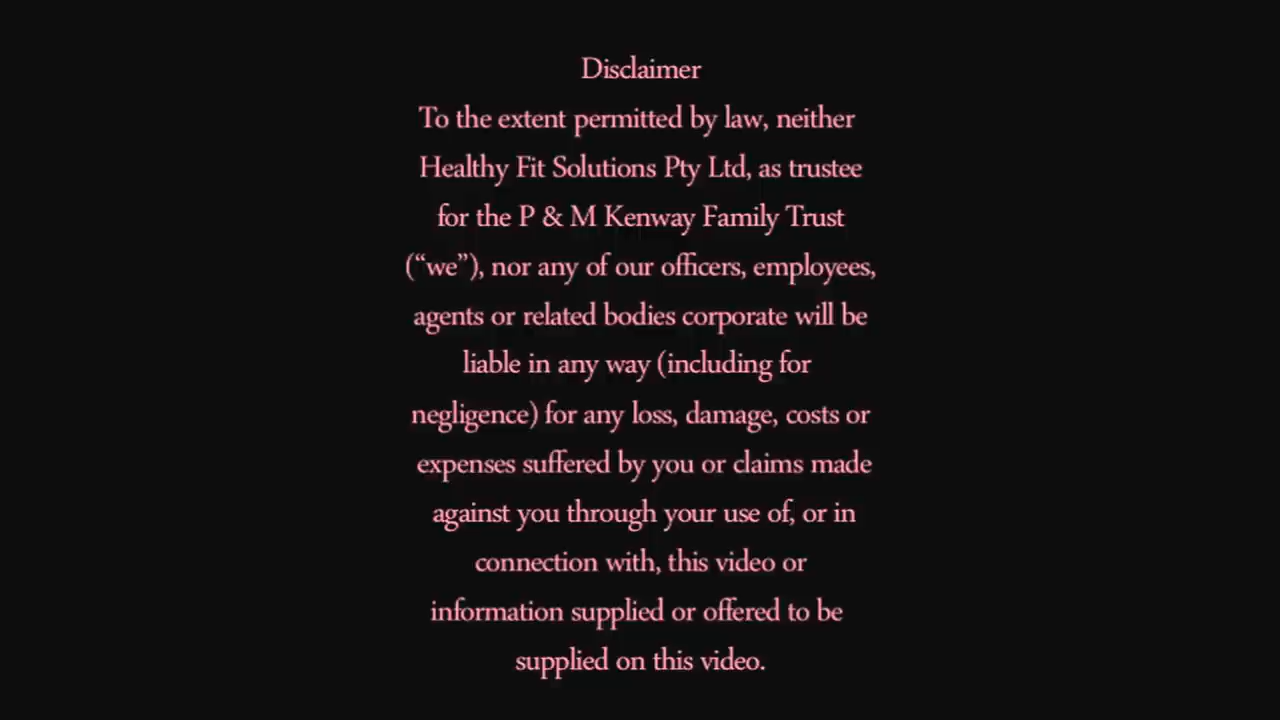 Disclaimer
To the extent permitted by law, neither
Healthy Fit Solutions Pty Ltd, as trustee
for the P & M Kenway Family Trust
(“we”), nor any of our officers, employees,
agents or related bodies corporate will be
liable in any way (including for
negligence) for any loss, damage, costs or
expenses suffered by you or claims made
against you through your use of, or in
connection with, this video or
information supplied or offered to be
supplied on this video.